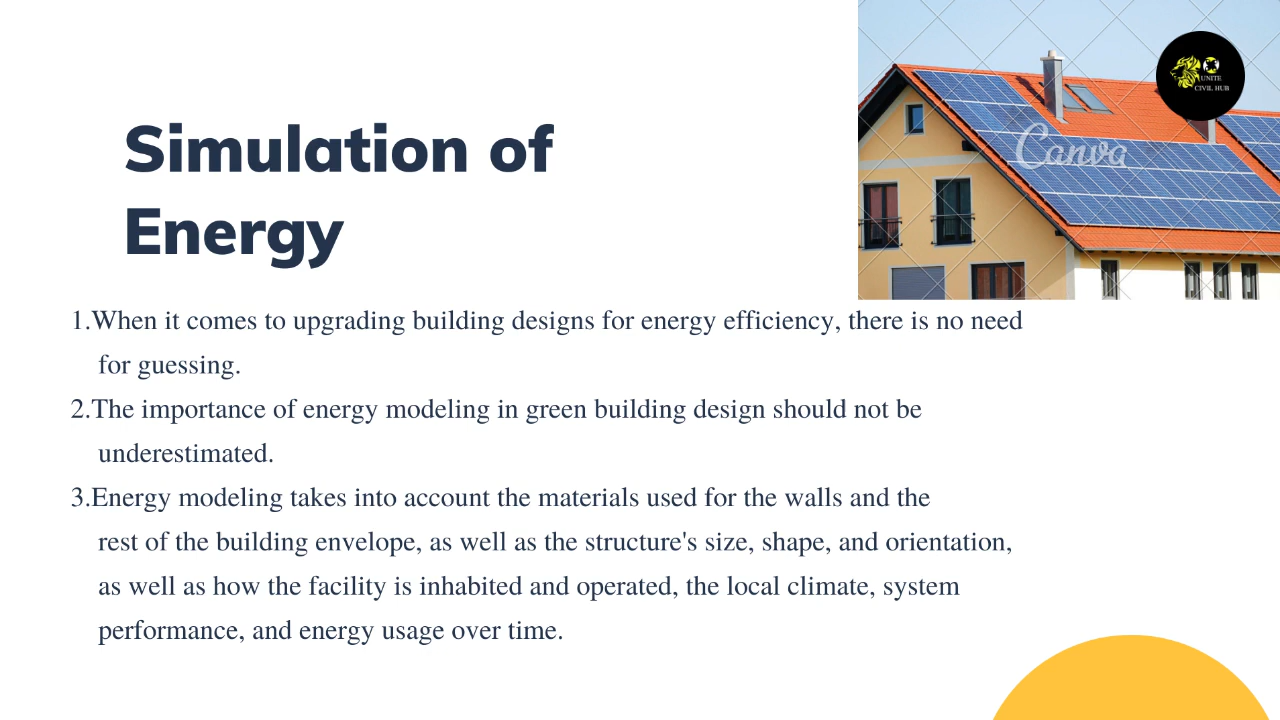 Simulation of
Energy
Canva
UNITE
CIVIL HUB
1.When it comes to upgrading building designs for energy efficiency, there is no need
for guessing.
2.The importance of energy modeling in green building design should not be
underestimated.
3.Energy modeling takes into account the materials used for the walls and the
rest of the building envelope, as well as the structure's size, shape, and orientation,
as well as how the facility is inhabited and operated, the local climate, system
performance, and energy usage over time.